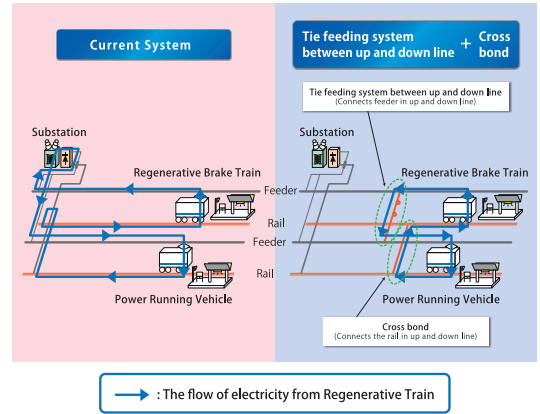 Current System
Tie feeding system
between up and down line
+
Cross
bond
Tie feeding system between up and down line
(Connects feeder in up and down line)
Substation
Regenerative Brake Train
Feeder
Rail
Feeder
Rail
Power Running Vehicle
Substation
Regenerative Brake Train
Power Running Vehicle
Cross bond
(Connects the rail in up and down line)
: The flow of electricity from Regenerative Train